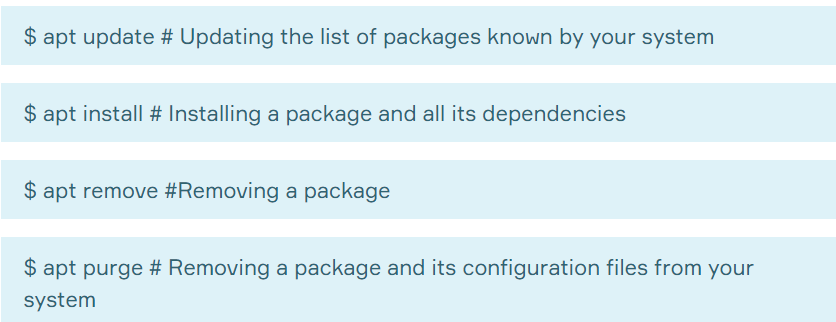 $ apt update # Updating the list of packages known by your system
$ apt install # Installing a package and all its dependencies
$ apt remove #Removing a package
$ apt purge # Removing a package and its configuration files from your
system